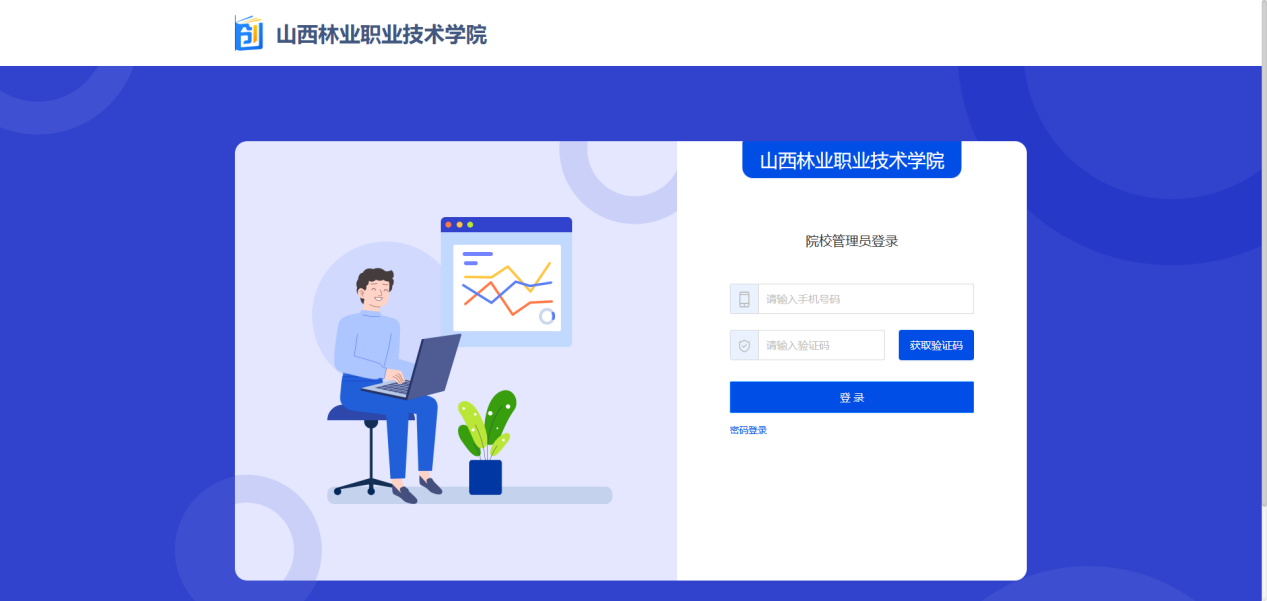 创 山西林业职业技术学院
山西林业职业技术学院
院校管理员登录
请输入手机号码
请输入验证码 获取验证码
登 录
密码登录